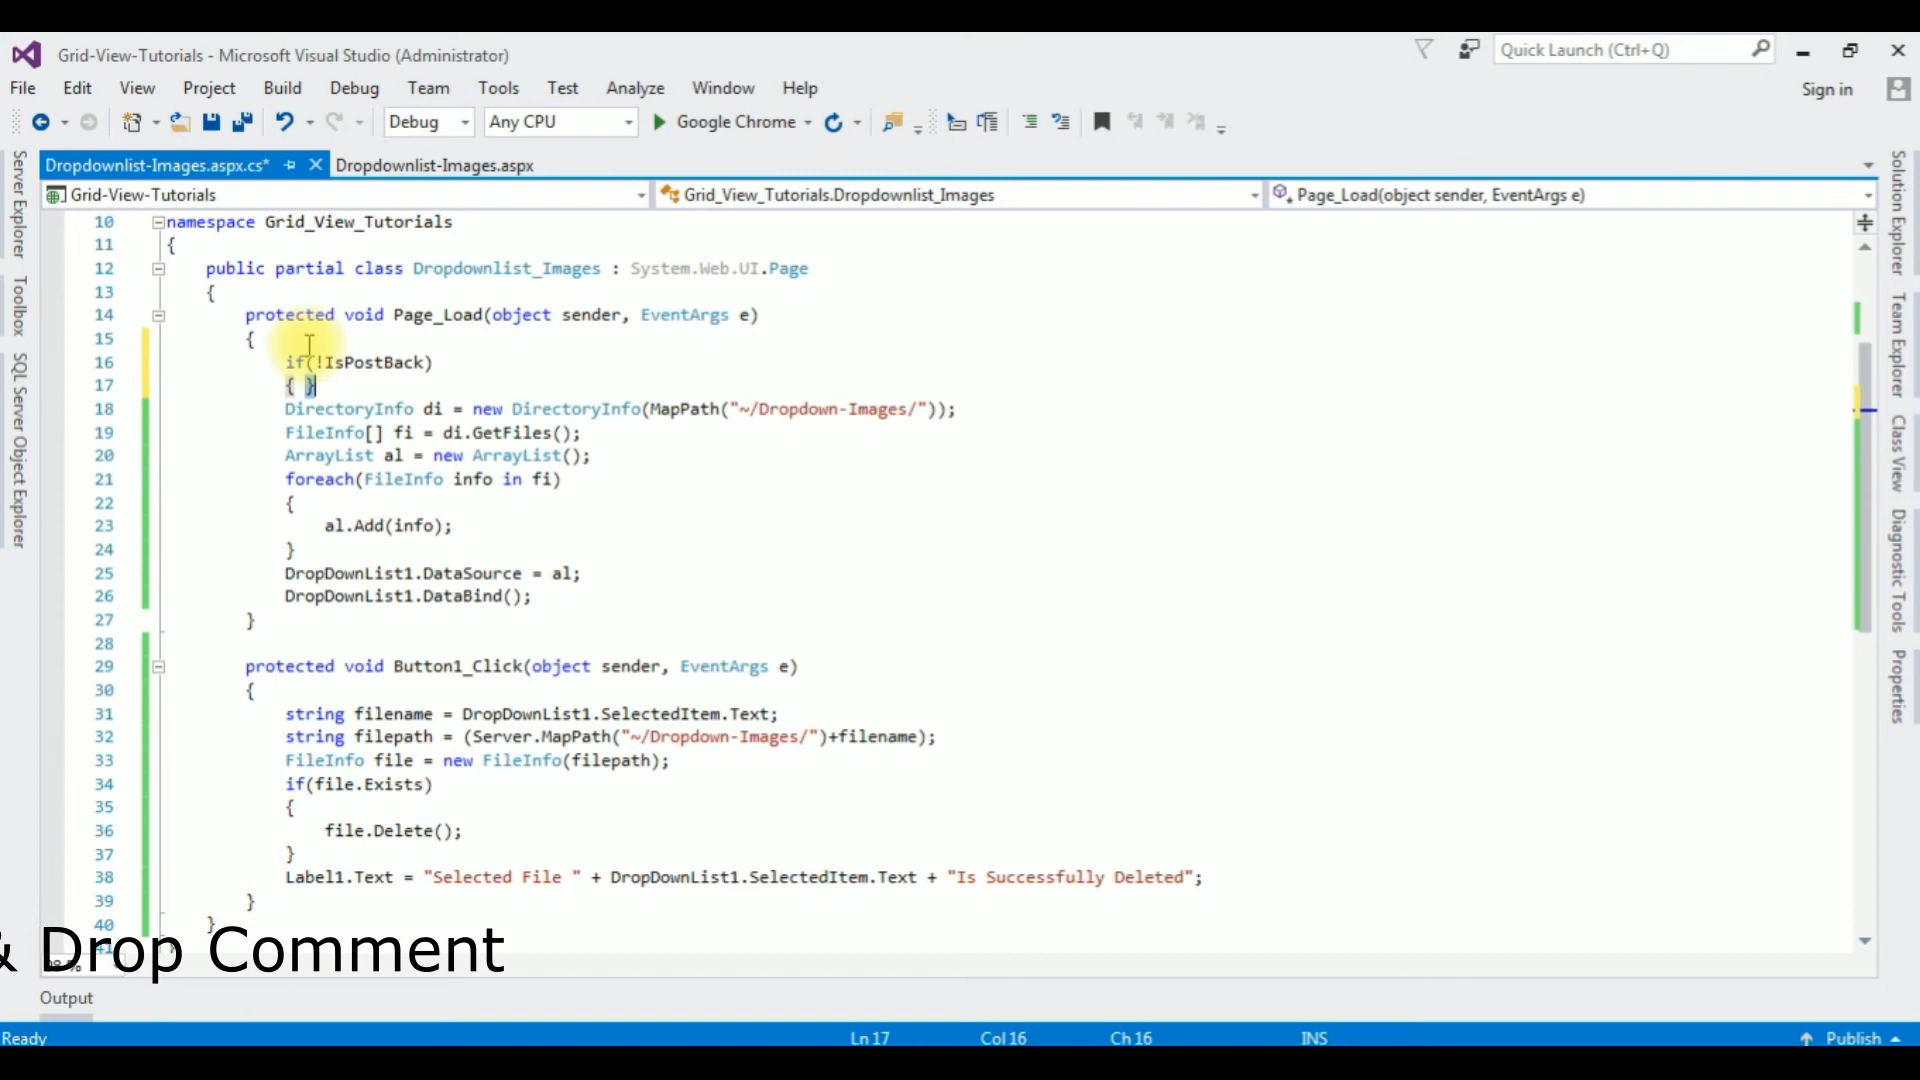 Grid-View-Tutorials - Microsoft Visual Studio (Administrator)
Quick Launch (Ctrl+Q)
File Edit View Project Build Debug Team Tools Test Analyze Window Help
Sign in
Debug Any CPU Google Chrome
Dropdownlist-Images.aspx.cs* Dropdownlist-Images.aspx
Grid-View-Tutorials Grid_View_Tutorials.Dropdownlist_Images Page_Load(object sender, EventArgs e)
Server Explorer
Toolbox
SQL Server Object Explorer
10 namespace Grid_View_Tutorials
11 {
12 public partial class Dropdownlist_Images : System.Web.UI.Page
13 {
14 protected void Page_Load(object sender, EventArgs e)
15 {
16 if(!IsPostBack)
17 { }
18 DirectoryInfo di = new DirectoryInfo(MapPath("~/Dropdown-Images/"));
19 FileInfo[] fi = di.GetFiles();
20 ArrayList al = new ArrayList();
21 foreach(FileInfo info in fi)
22 {
23 al.Add(info);
24 }
25 DropDownList1.DataSource = al;
26 DropDownList1.DataBind();
27 }
28
29 protected void Button1_Click(object sender, EventArgs e)
30 {
31 string filename = DropDownList1.SelectedItem.Text;
32 string filepath = (Server.MapPath("~/Dropdown-Images/")+filename);
33 FileInfo file = new FileInfo(filepath);
34 if(file.Exists)
35 {
36 file.Delete();
37 }
38 Label1.Text = "Selected File " + DropDownList1.SelectedItem.Text + "Is Successfully Deleted";
39 }
40 }
& Drop Comment
Solution Explorer
Team Explorer
Class View
Diagnostic Tools
Properties
Output
Ready Ln 17 Col 16 Ch 16 INS Publish